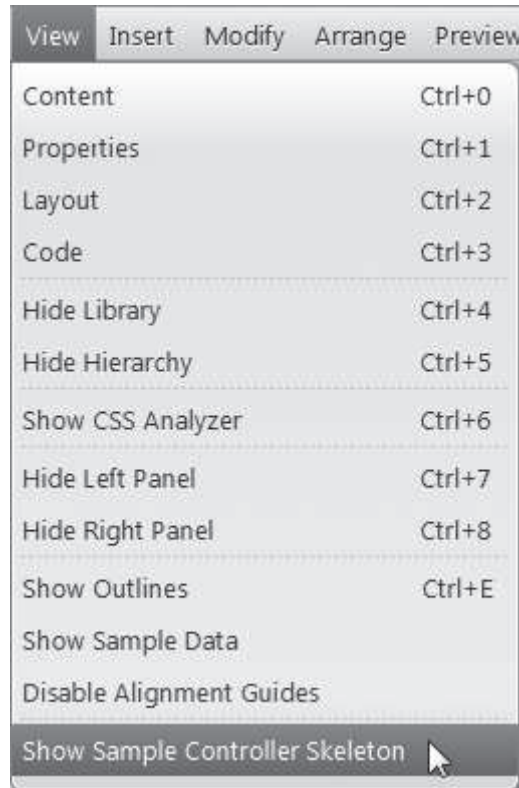 View Insert Modify Arrange Preview
Content Ctrl+0
Properties Ctrl+1
Layout Ctrl+2
Code Ctrl+3
Hide Library Ctrl+4
Hide Hierarchy Ctrl+5
Show CSS Analyzer Ctrl+6
Hide Left Panel Ctrl+7
Hide Right Panel Ctrl+8
Show Outlines Ctrl+E
Show Sample Data
Disable Alignment Guides
Show Sample Controller Skeleton